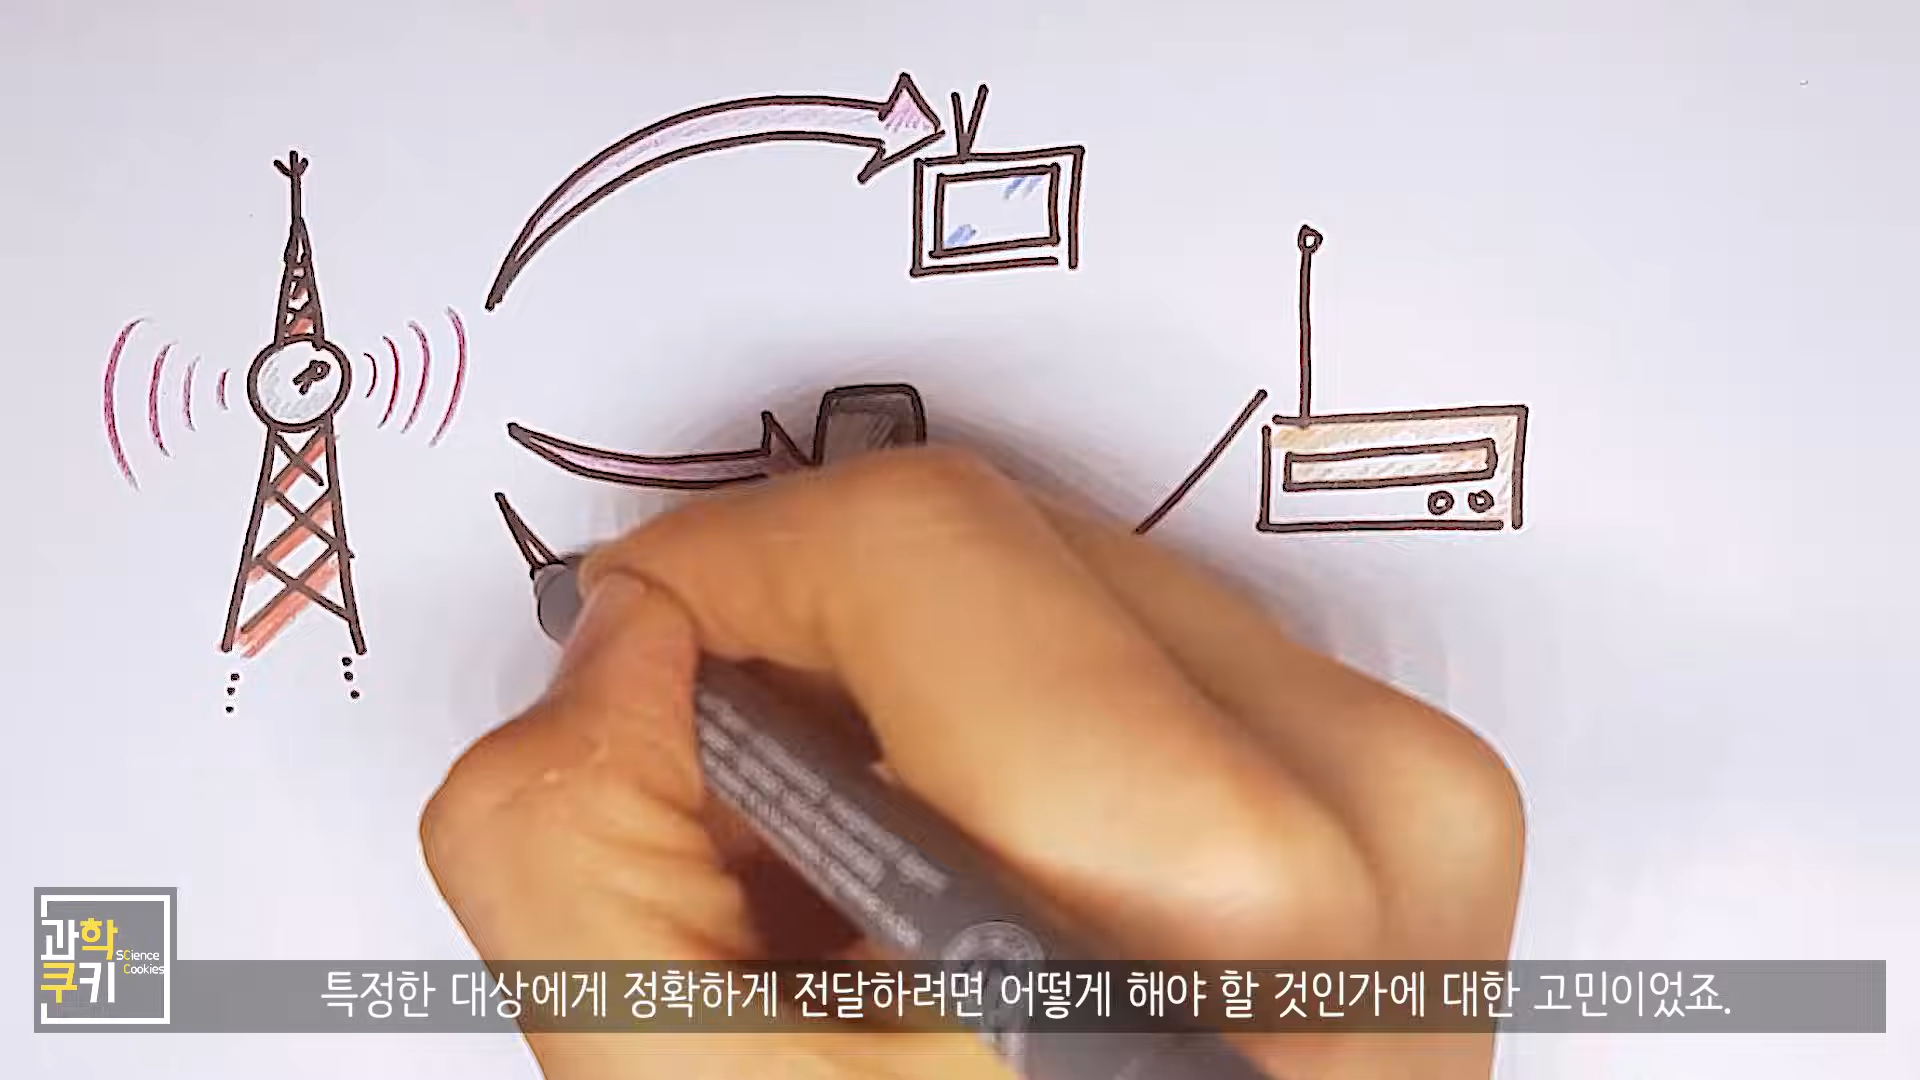 과학
쿠키
SCience
Cookies
특정한 대상에게 정확하게 전달하려면 어떻게 해야 할 것인가에 대한 고민이었죠.